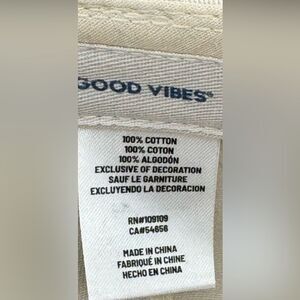 GOOD VIBES®
100% COTTON
100% COTON
100% ALGODÓN
EXCLUSIVE OF DECORATION
SAUF LE GARNITURE
EXCLUYENDO LA DECORACION
RN#109109
CA#54856
MADE IN CHINA
FABRIQUÉ IN CHINE
HECHO EN CHINA